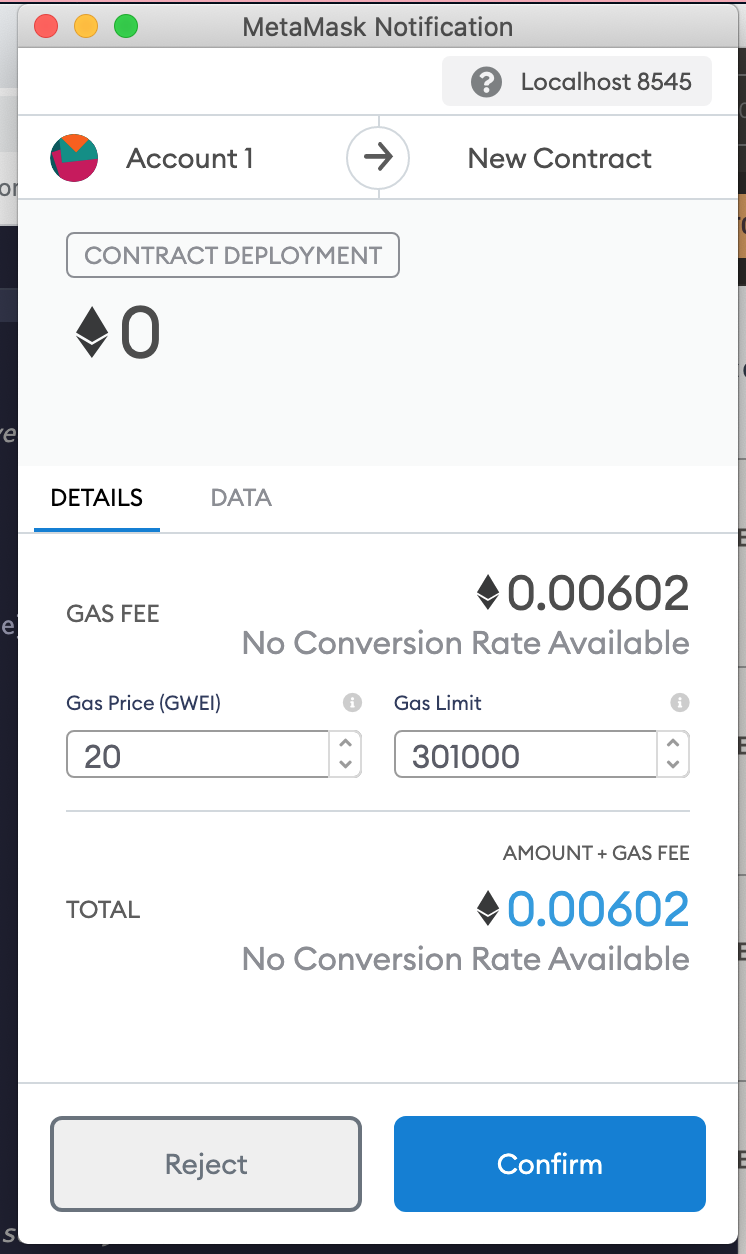 MetaMask Notification
? Localhost 8545
Account 1 → New Contract
CONTRACT DEPLOYMENT
0
DETAILS DATA
GAS FEE
0.00602
No Conversion Rate Available
Gas Price (GWEI) Gas Limit
20 301000
AMOUNT + GAS FEE
TOTAL
0.00602
No Conversion Rate Available
Reject Confirm